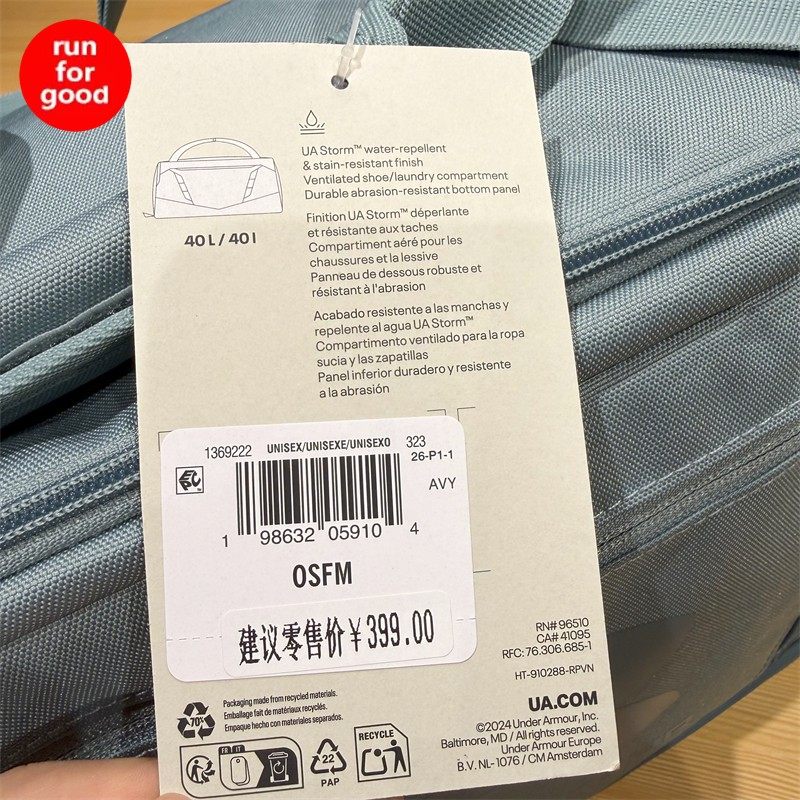 run
for
good
UA Storm™ water-repellent
& stain-resistant finish
Ventilated shoe/laundry compartment
Durable abrasion-resistant bottom panel
40 L / 40 l
Finition UA Storm™ déperlante
et résistante aux taches
Compartiment aéré pour les
chaussures et la lessive
Panneau de dessous robuste et
résistant à l'abrasion
Acabado resistente a las manchas y
repelente al agua UA Storm™
Compartimento ventilado para la ropa
sucia y las zapatillas
Panel inferior duradero y resistente
a la abrasión
1369222 UNISEX/UNISEXE/UNISEXO 323
26-P1-1
AVY
1 98632 05910 4
OSFM
建议零售价¥399.00
RN# 96510
CA# 41095
RFC: 76.306.685-1
HT-910288-RPVN
UA.COM
©2024 Under Armour, Inc.
Baltimore, MD / All rights reserved.
Under Armour Europe
B.V. NL- 1076 / CM Amsterdam
70%
Packaging made from recycled materials.
Emballage fait de matériaux recyclés.
Empaque hecho con materiales separados.
FR IT
22
PAP
RECYCLE